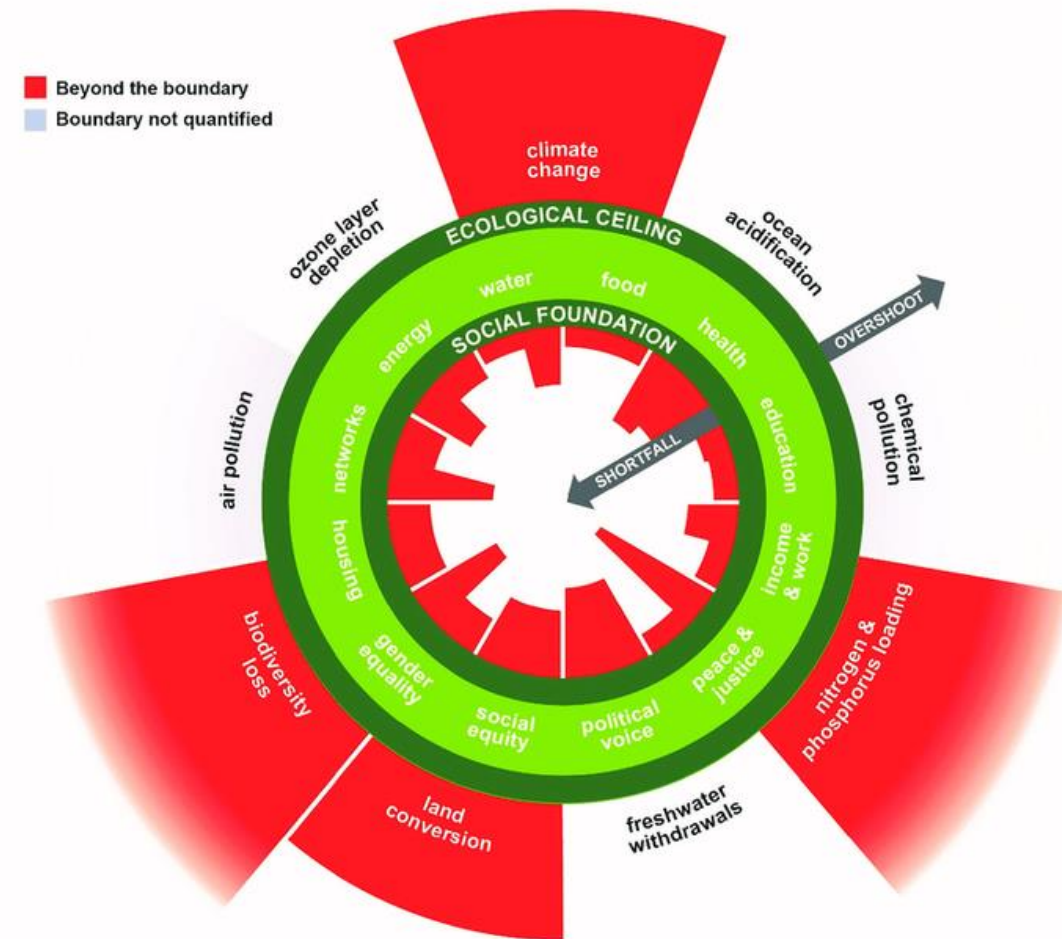 Beyond the boundary
Boundary not quantified
climate
change
ECOLOGICAL CEILING
ozone layer
depletion
ocean
acidification
OVERSHOOT
water
food
SOCIAL FOUNDATION
energy
health
SHORTFALL
networks
education
air pollution
chemical
pollution
housing
income
& work
biodiversity
loss
nitrogen &
phosphorus loading
gender
equality
peace &
justice
social
equity
political
voice
land
conversion
freshwater
withdrawals